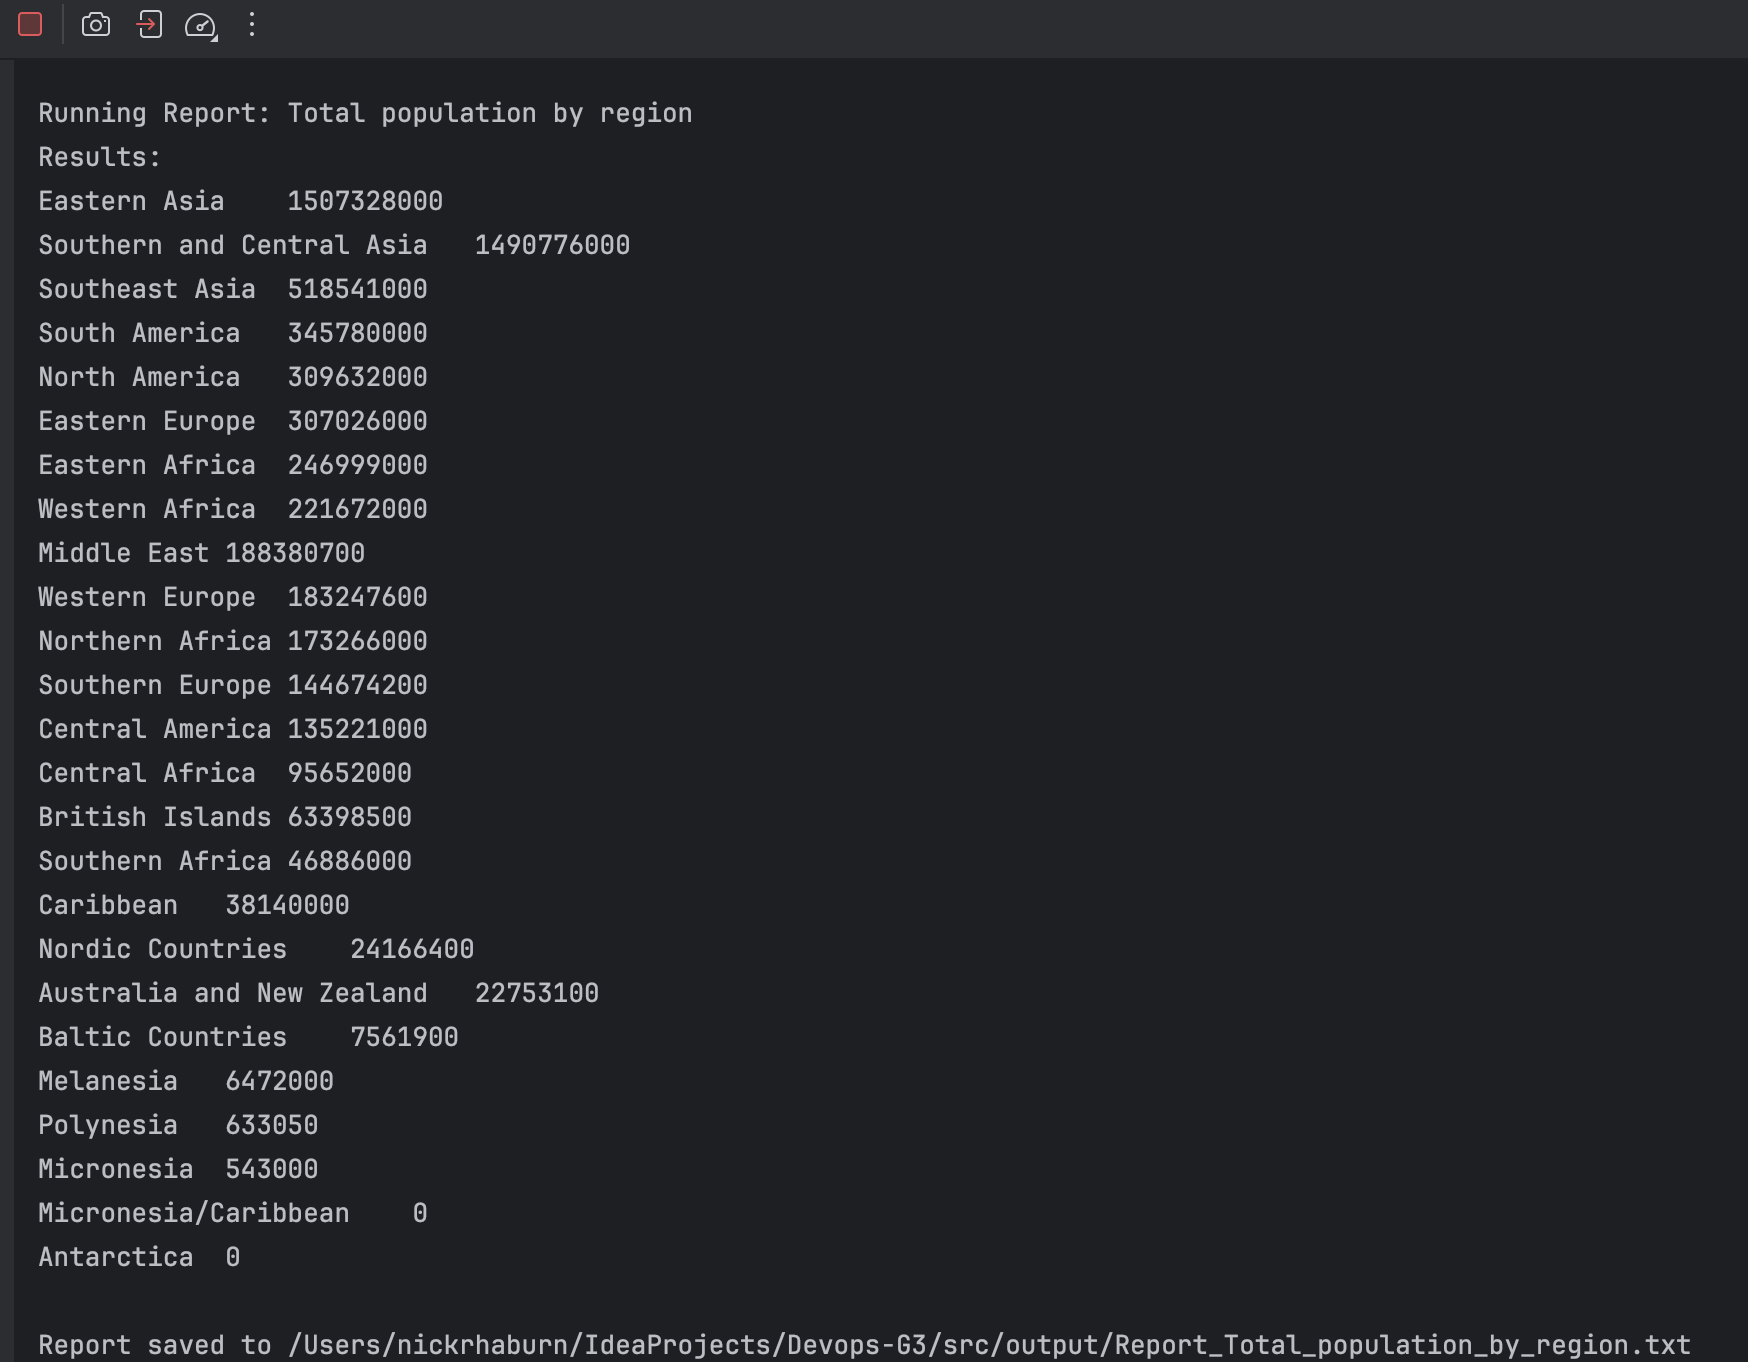 Running Report: Total population by region
Results:
Eastern Asia    1507328000
Southern and Central Asia   1490776000
Southeast Asia  518541000
South America   345780000
North America   309632000
Eastern Europe  307026000
Eastern Africa  246999000
Western Africa  221672000
Middle East 188380700
Western Europe  183247600
Northern Africa 173266000
Southern Europe 144674200
Central America 135221000
Central Africa  95652000
British Islands 63398500
Southern Africa 46886000
Caribbean   38140000
Nordic Countries    24166400
Australia and New Zealand   22753100
Baltic Countries    7561900
Melanesia   6472000
Polynesia   633050
Micronesia  543000
Micronesia/Caribbean    0
Antarctica  0
Report saved to /Users/nickrhaburn/IdeaProjects/Devops-G3/src/output/Report_Total_population_by_region.txt